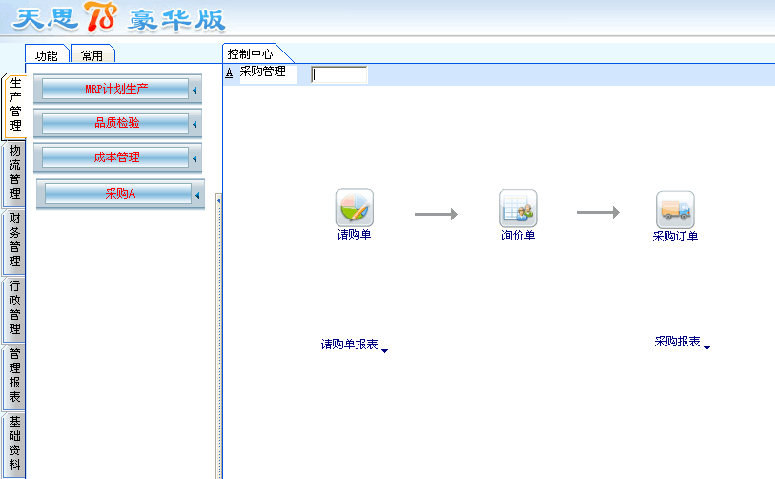 天思T8豪华版
功能 常用 控制中心
A 采购管理
生产管理
物流管理
财务管理
行政管理
管理报表
基础资料
MRP计划生产
品质检验
成本管理
采购A
请购单
询价单
采购订单
请购单报表
采购报表